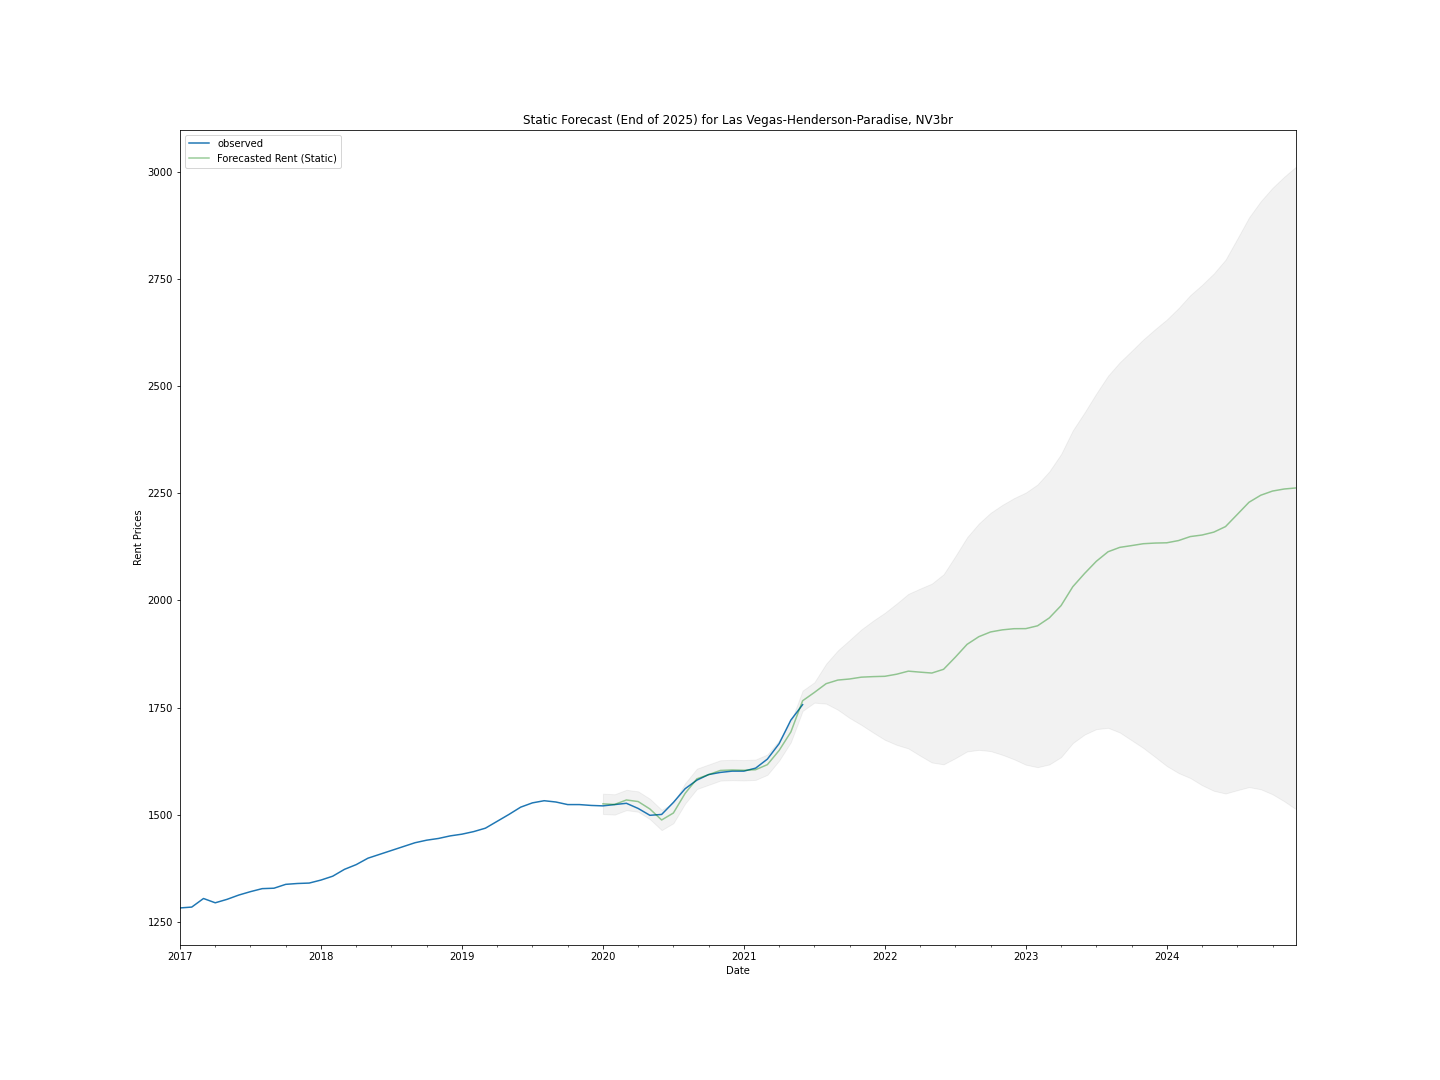 Static Forecast (End of 2025) for Las Vegas-Henderson-Paradise, NV3br
observed
Forecasted Rent (Static)
3000
2750
2500
2250
2000
1750
1500
1250
Rent Prices
2017 2018 2019 2020 2021 2022 2023 2024
Date